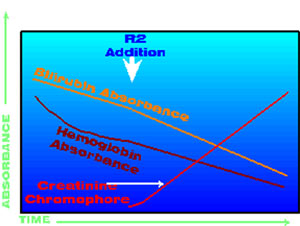 R2
Addition
Bilirubin Absorbance
Hemoglobin
Absorbance
Creatinine
Chromophore
ABSORBANCE
TIME